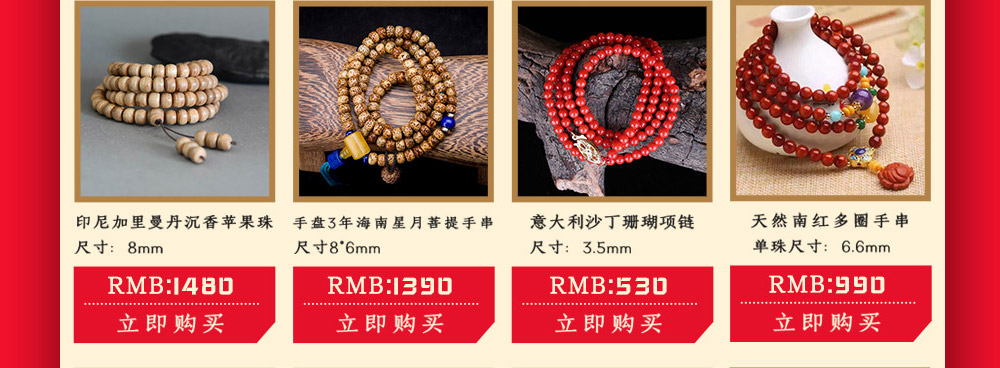 印尼加里曼丹沉香苹果珠
尺寸: 8mm
RMB:1480
立即购买
手盘3年海南星月菩提手串
尺寸8*6mm
RMB:1390
立即购买
意大利沙丁珊瑚项链
尺寸: 3.5mm
RMB:530
立即购买
天然南红多圈手串
单珠尺寸: 6.6mm
RMB:990
立即购买